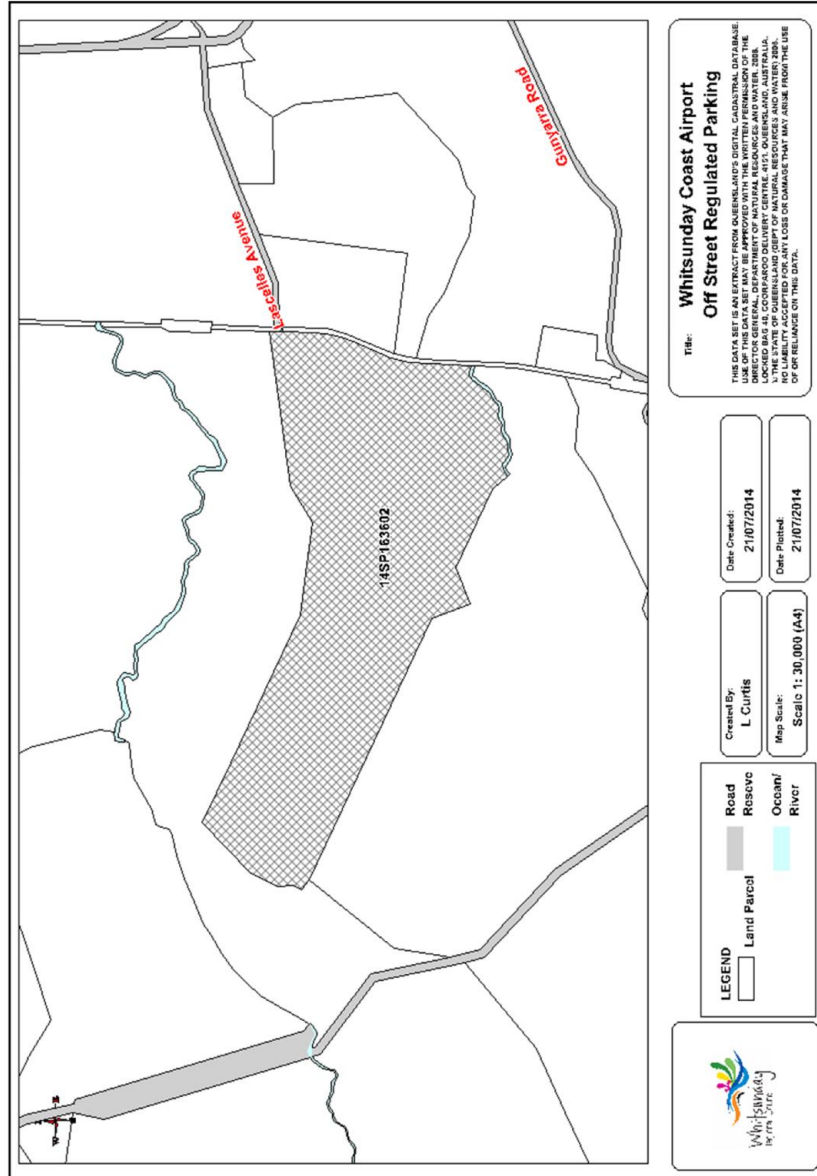 Lascelles Avenue
Gunyarra Road
14SP163602
LEGEND
Land Parcel
Road
Reseve
Ocean/
River
Created By:
L Curtis
Map Scale:
Scale 1: 30,000 (A4)
Date Created:
21/07/2014
Date Plotted:
21/07/2014
Title:
Whitsunday Coast Airport
Off Street Regulated Parking
THIS DATA SET IS AN EXTRACT FROM QUEENSLAND'S DIGITAL CADASTRAL DATABASE.
USE OF THIS DATA SET MAY BE APPROVED WITH THE WRITTEN PERMISSION OF THE
DIRECTOR GENERAL, DEPARTMENT OF NATURAL RESOURCES AND WATER, 2008.
LOCKED BAG 40, COORPAROO DELIVERY CENTRE, 4151, QUEENSLAND, AUSTRALIA.
THE STATE OF QUEENSLAND (DEPT OF NATURAL RESOURCES AND WATER) 2008.
NO LIABILITY ACCEPTED FOR ANY LOSS OR DAMAGE THAT MAY ARISE FROM THE USE
OF OR RELIANCE ON THIS DATA.
Whitsunday